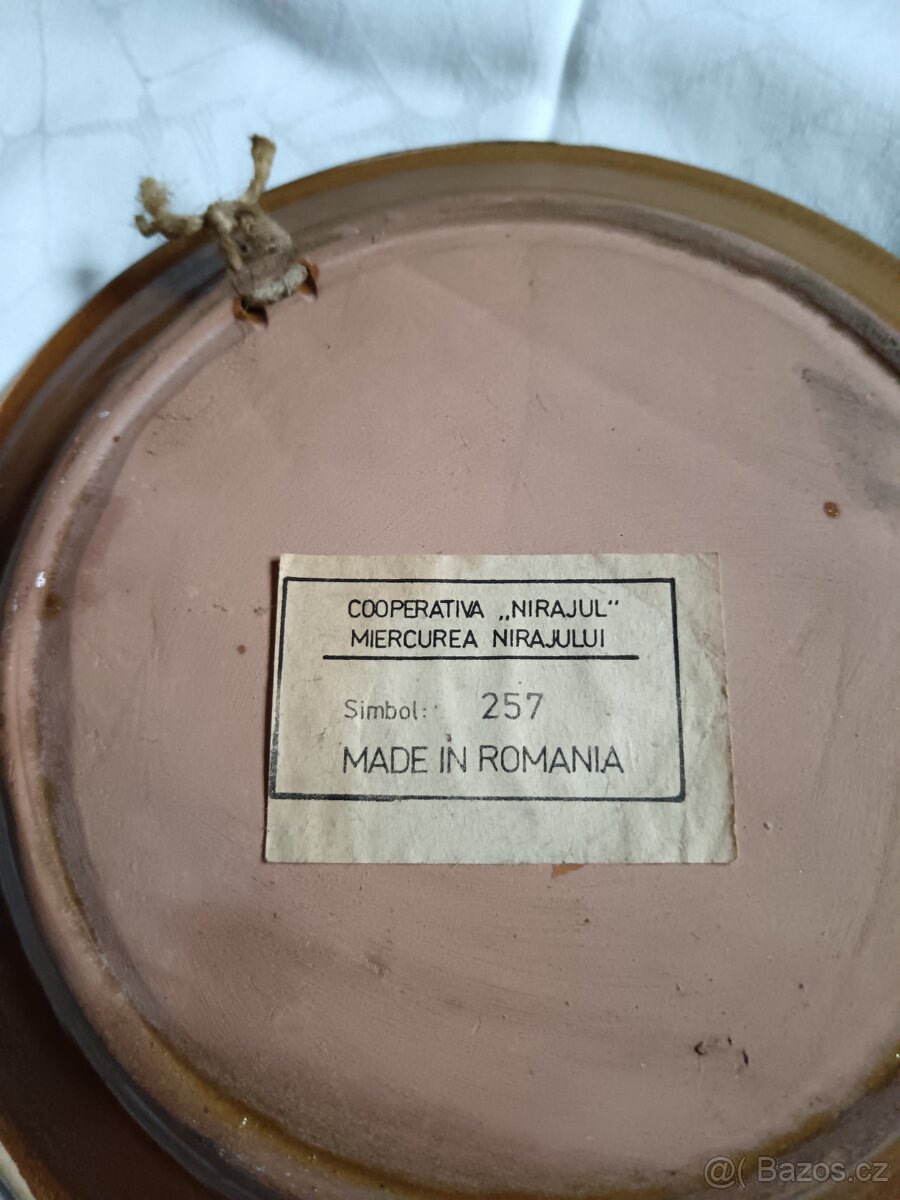 COOPERATIVA „NIRAJUL"
MIERCUREA NIRAJULUI
Simbol: 257
MADE IN ROMANIA
@( Bazos.cz